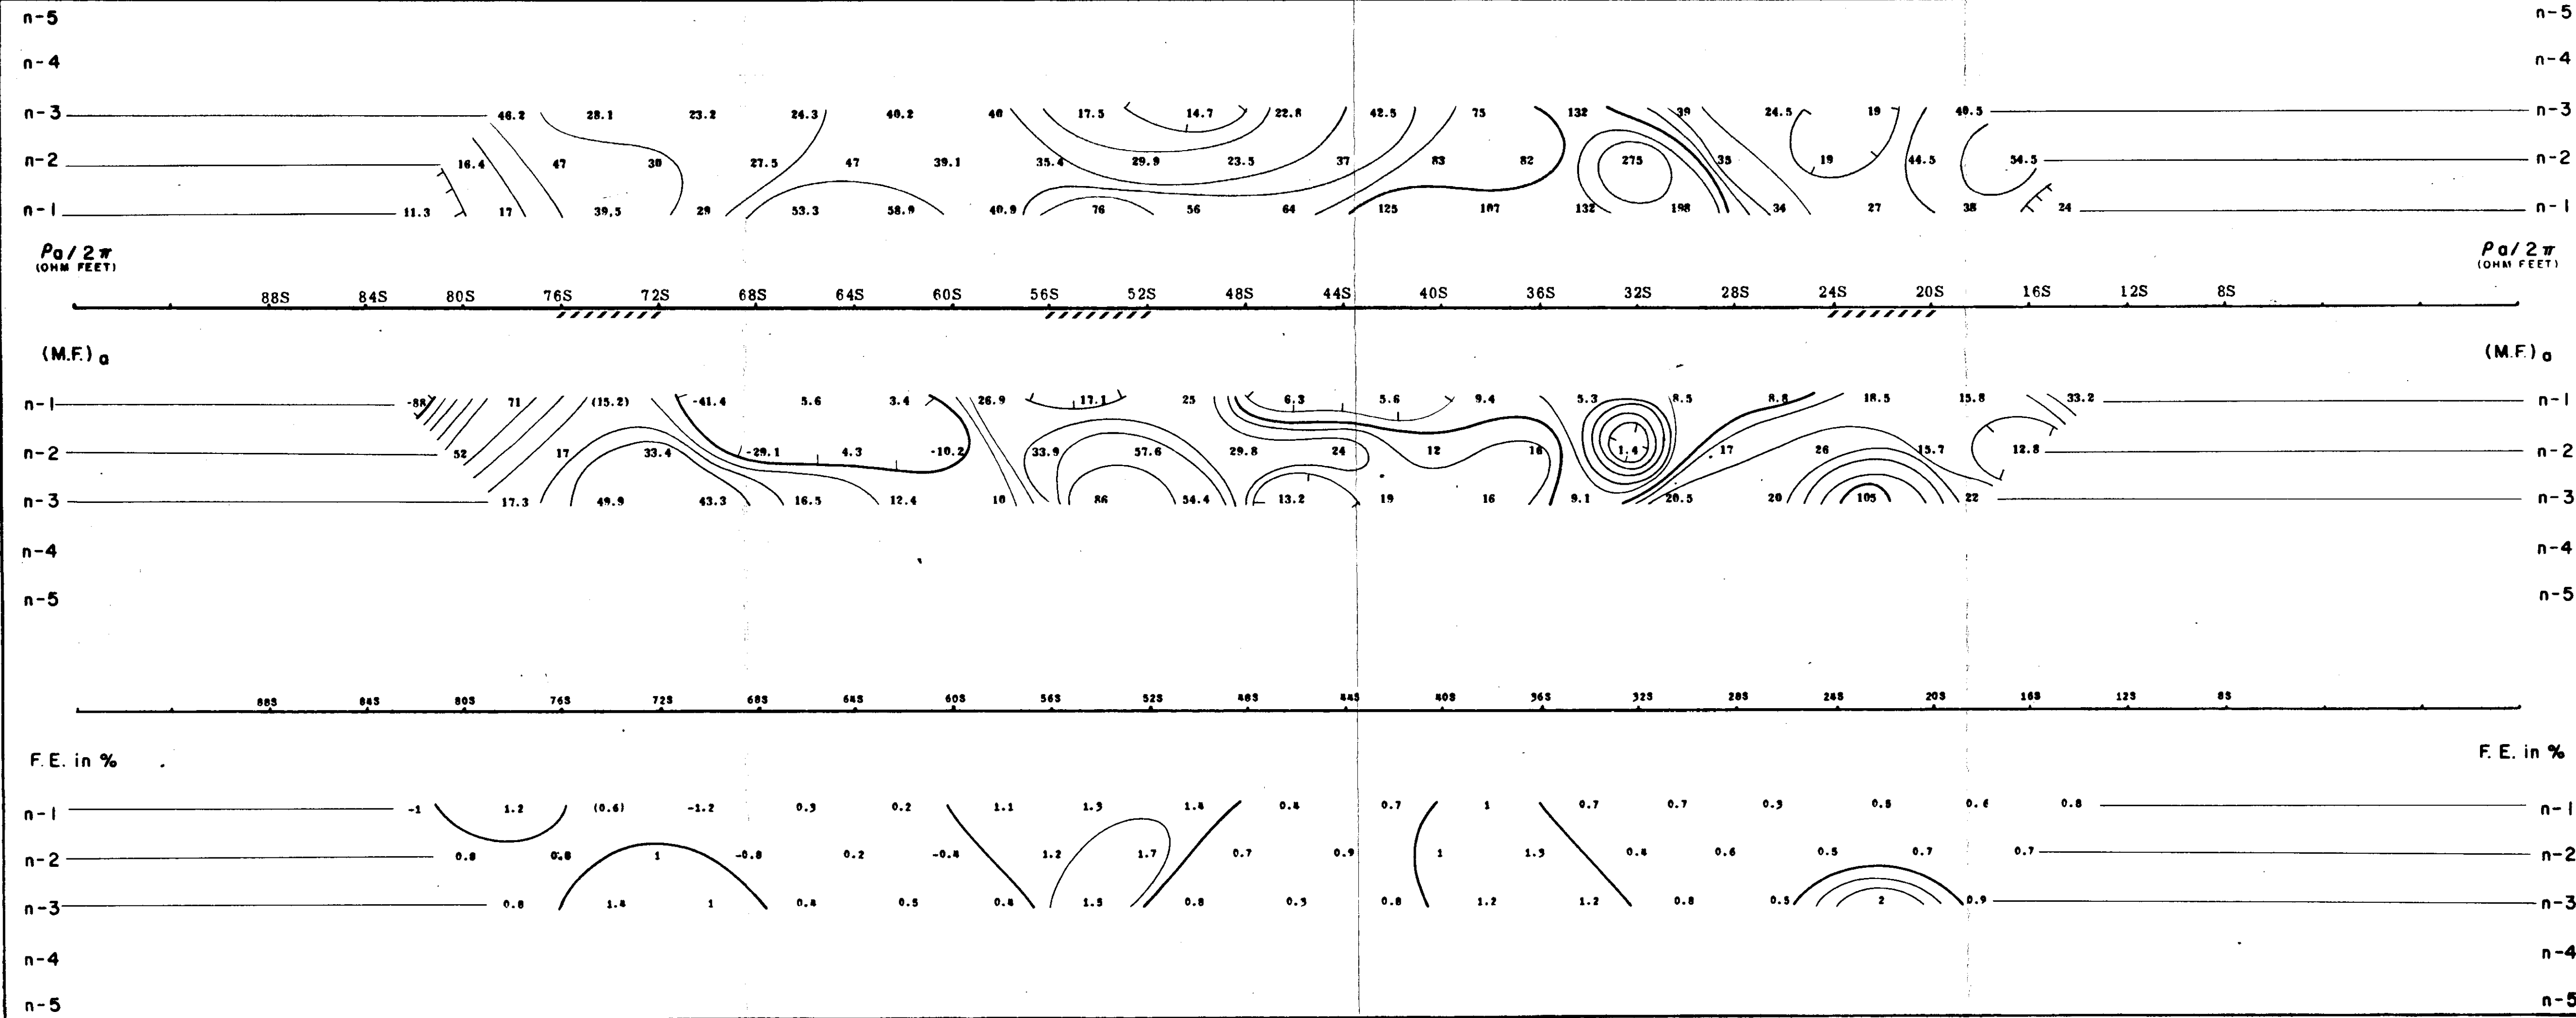 n-5 n-5
n-4 n-4
n-3 46.2 28.1 23.2 24.3 40.2 40 17.5 14.7 22.8 42.5 75 132 39 24.5 19 40.5 n-3
n-2 16.4 47 30 27.5 47 39.1 35.4 29.9 23.5 37 83 82 275 35 19 44.5 54.5 n-2
n-1 11.3 17 39.5 29 53.3 58.9 40.9 76 56 64 125 107 132 198 34 27 38 24 n-1
ρa/2π ρa/2π
(OHM FEET) (OHM FEET)
88S 84S 80S 76S 72S 68S 64S 60S 56S 52S 48S 44S 40S 36S 32S 28S 24S 20S 16S 12S 8S
(M.F.) a (M.F.) a
n-1 -88 71 (15.2) -41.4 5.6 3.4 26.9 17.1 25 6.3 5.6 9.4 5.3 8.5 8.8 18.5 15.8 33.2 n-1
n-2 52 17 33.4 -29.1 4.3 -10.2 33.9 57.6 29.8 24 12 16 1.4 17 26 15.7 12.8 n-2
n-3 17.3 49.9 43.3 16.5 12.4 10 86 54.4 13.2 19 16 9.1 20.5 20 105 22 n-3
n-4 n-4
n-5 n-5
88S 84S 80S 76S 72S 68S 64S 60S 56S 52S 48S 44S 40S 36S 32S 28S 24S 20S 16S 12S 8S
F.E. in % F.E. in %
n-1 -1 1.2 (0.6) -1.2 0.3 0.2 1.1 1.3 1.4 0.4 0.7 1 0.7 0.7 0.3 0.5 0.6 0.8 n-1
n-2 0.8 0.8 1 -0.8 0.2 -0.4 1.2 1.7 0.7 0.9 1 1.3 0.4 0.6 0.5 0.7 0.7 n-2
n-3 0.8 1.4 1 0.4 0.5 0.4 1.5 0.8 0.3 0.8 1.2 1.2 0.8 0.5 2 0.9 n-3
n-4 n-4
n-5 n-5